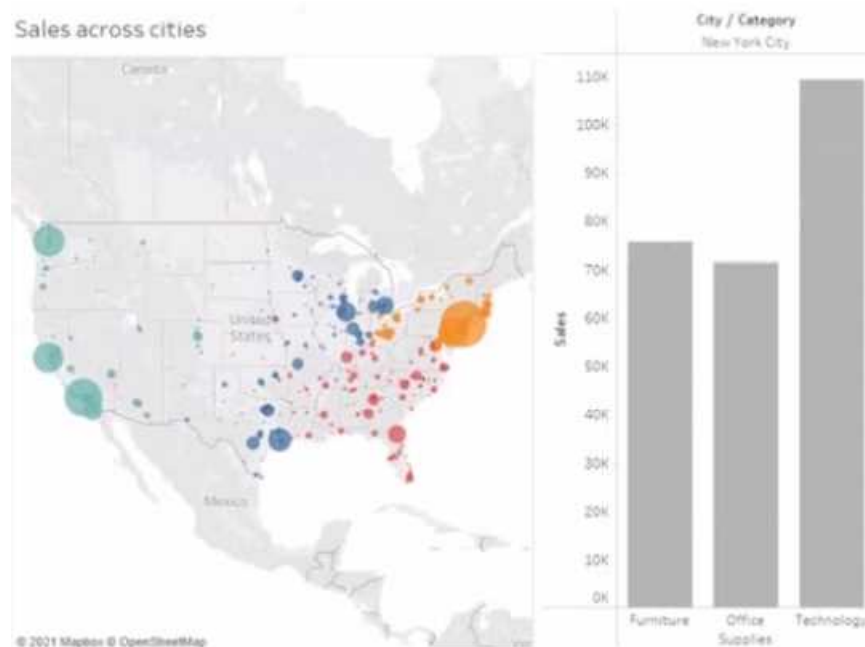 Sales across cities
Canada
United
States
Mexico
© 2021 Mapbox © OpenStreetMap
City / Category
New York City
Sales
110K
100K
90K
80K
70K
60K
50K
40K
30K
20K
10K
0K
Furniture
Office
Supplies
Technology